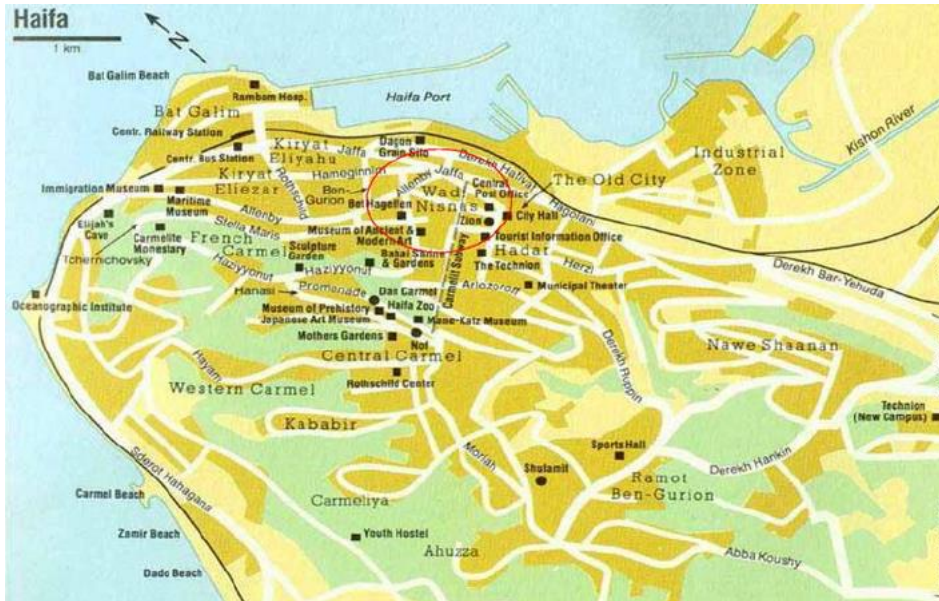 Haifa
1 km
N
Bat Galim Beach
Rambam Hosp.
Haifa Port
Bat Galim
Centr. Railway Station
Kiryat
Eliyahu
Jaffa
Dagon
Grain Silo
Kishon River
Industrial
Zone
Centr. Bus Station
Hameginnim
Allenby
Jaffa
Derekh Hativat
Hagolani
The Old City
Kiryat
Eliezar
Rothschild
Ben-
Gurion
Wadi
Nisnas
Central
Post Office
Immigration Museum
Maritime
Museum
Bet Hagefen
Zion
City Hall
Allenby
Elijah's
Cave
Carmelite
Monestary
Stella Maris
Museum of Ancient &
Modern Art
Tourist Information Office
Tchernichovsky
French
Carmel
Sculpture
Garden
Bahai Shrine
& Gardens
Carmelit Subway
Hadar
The Technion
Herzl
Derekh Bar-Yehuda
Haziyyonut
Haziyyonut
Hanasi
Promenade
Dan Carmel
Arlozoroff
Municipal Theater
Oceanographic Institute
Museum of Prehistory
Haifa Zoo
Japanese Art Museum
Mane-Katz Museum
Mothers Gardens
Nof
Central Carmel
Derekh Ruppin
Nawe Shaanan
Hayam
Western Carmel
Rothschild Center
Kababir
Technion
(New Campus)
Sderot Hahagana
Moriah
Sports Hall
Shulamit
Derekh Hankin
Ramot
Ben-Gurion
Carmel Beach
Carmeliya
Zamir Beach
Youth Hostel
Ahuzza
Abba Koushy
Dado Beach